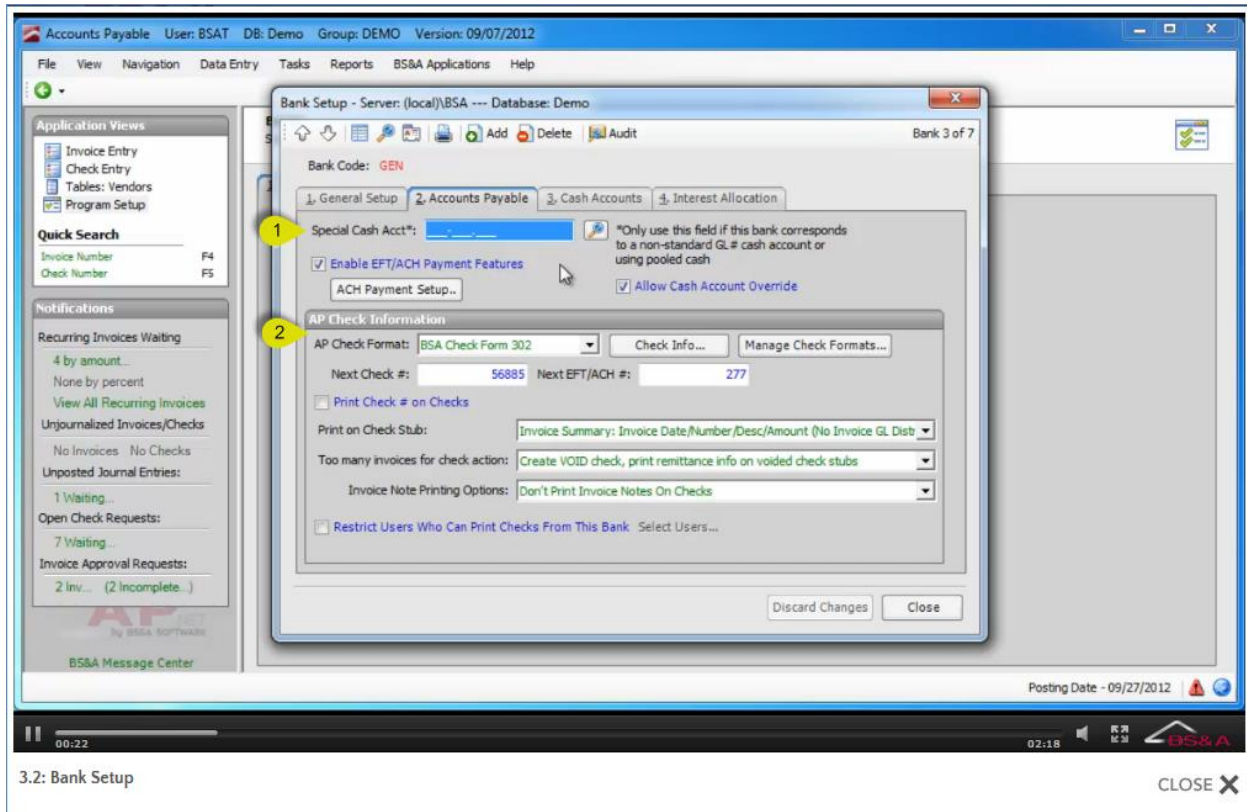 Accounts Payable User: BSAT DB: Demo Group: DEMO Version: 09/07/2012
File View Navigation Data Entry Tasks Reports BS&A Applications Help
Application Views
Invoice Entry
Check Entry
Tables: Vendors
Program Setup
Quick Search
Invoice Number F4
Check Number F5
Notifications
Recurring Invoices Waiting
4 by amount...
None by percent
View All Recurring Invoices
Unjournalized Invoices/Checks
No Invoices No Checks
Unposted Journal Entries:
1 Waiting...
Open Check Requests:
7 Waiting...
Invoice Approval Requests:
2 Inv... (2 Incomplete...)
AP.NET
by BS&A SOFTWARE
BS&A Message Center
Bank Setup - Server: (local)\BSA --- Database: Demo
Add Delete Audit Bank 3 of 7
Bank Code: GEN
1. General Setup 2. Accounts Payable 3. Cash Accounts 4. Interest Allocation
1
Special Cash Acct*: ___-___.___
*Only use this field if this bank corresponds
to a non-standard GL# cash account or
using pooled cash
Enable EFT/ACH Payment Features
ACH Payment Setup..
Allow Cash Account Override
AP Check Information
2
AP Check Format: BSA Check Form 302 Check Info... Manage Check Formats...
Next Check #: 56885 Next EFT/ACH #: 277
Print Check # on Checks
Print on Check Stub: Invoice Summary: Invoice Date/Number/Desc/Amount (No Invoice GL Distr
Too many invoices for check action: Create VOID check, print remittance info on voided check stubs
Invoice Note Printing Options: Don't Print Invoice Notes On Checks
Restrict Users Who Can Print Checks From This Bank Select Users...
Discard Changes Close
Posting Date - 09/27/2012
00:22 02:18 BS&A
3.2: Bank Setup CLOSE